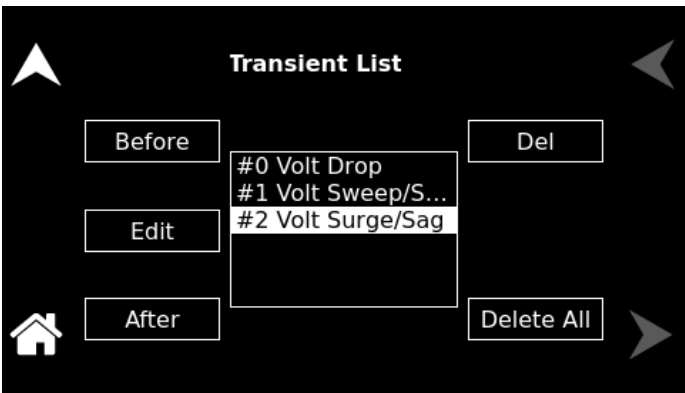 Transient List
Before
Del
#0 Volt Drop
#1 Volt Sweep/S...
#2 Volt Surge/Sag
Edit
After
Delete All